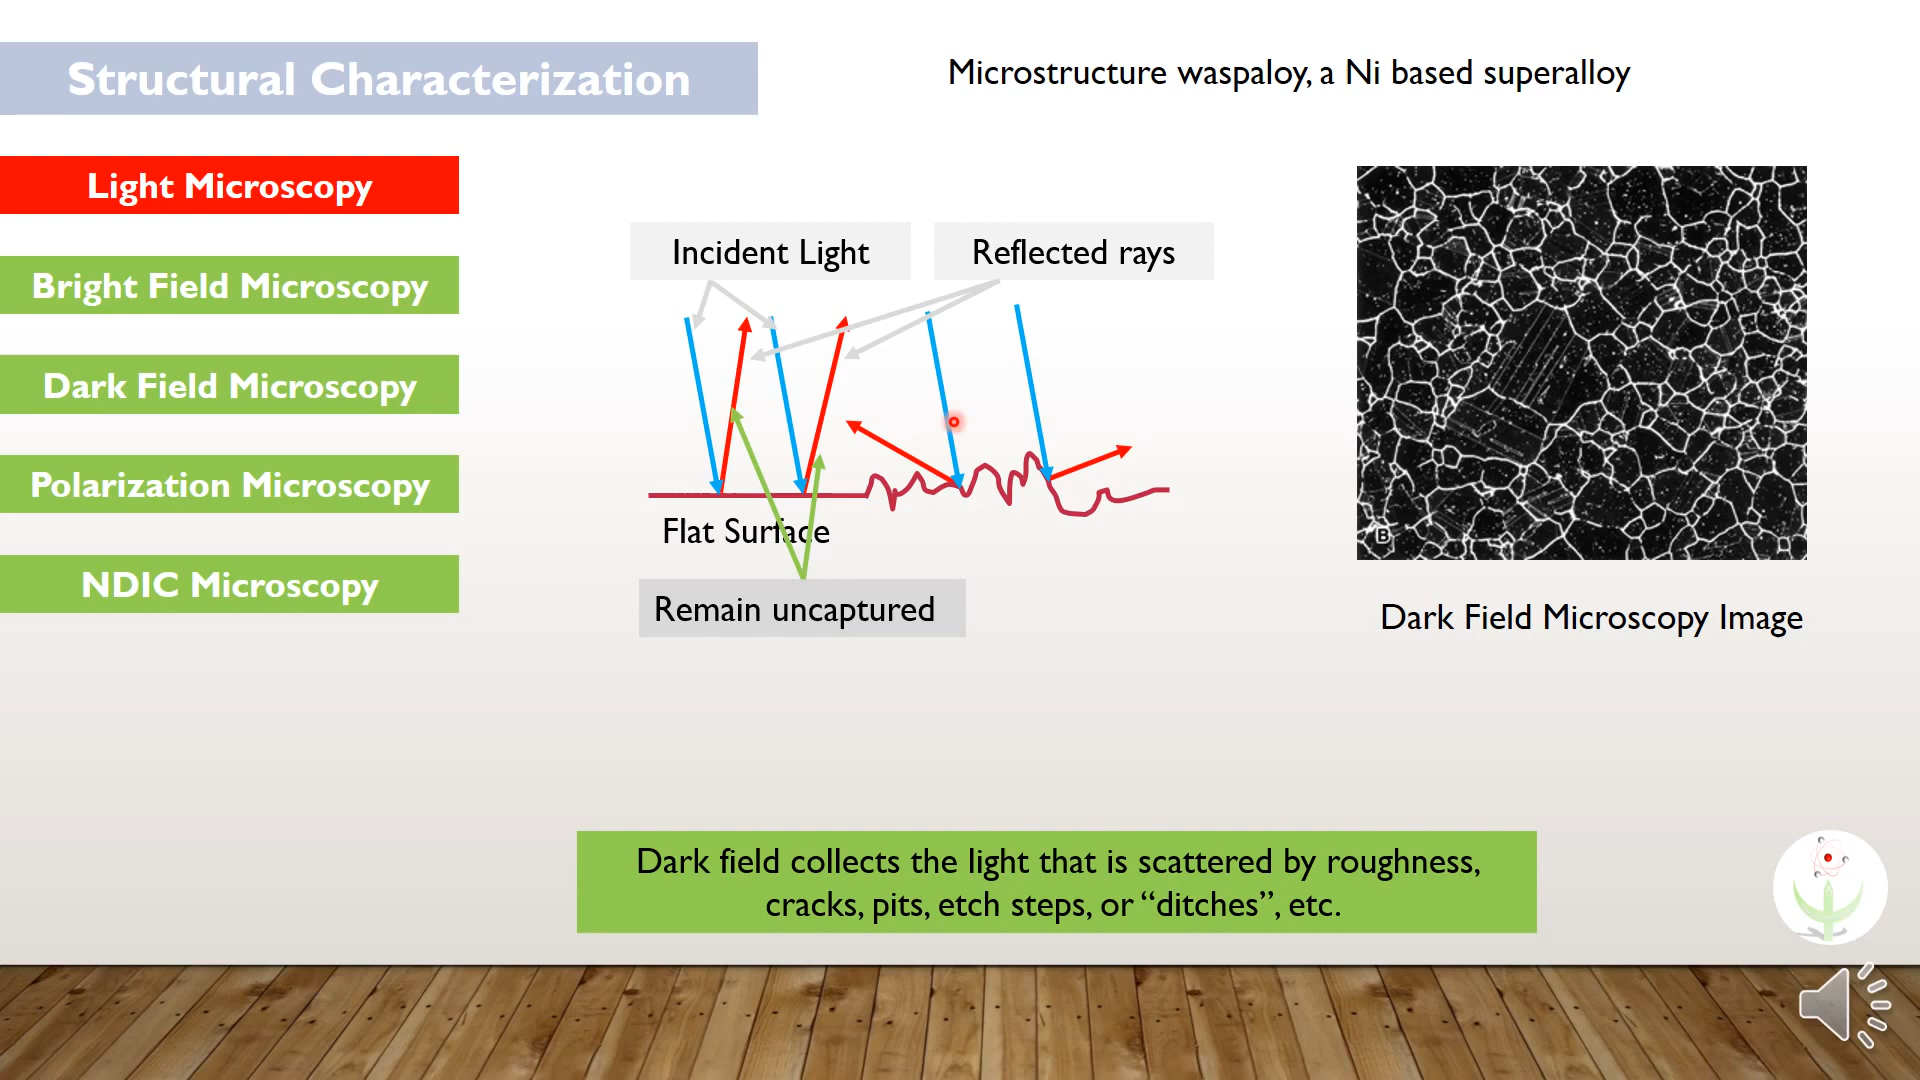 Structural Characterization
Microstructure waspaloy, a Ni based superalloy
Light Microscopy
Bright Field Microscopy
Dark Field Microscopy
Polarization Microscopy
NDIC Microscopy
Incident Light
Reflected rays
Flat Surface
Remain uncaptured
B
Dark Field Microscopy Image
Dark field collects the light that is scattered by roughness,
cracks, pits, etch steps, or “ditches”, etc.